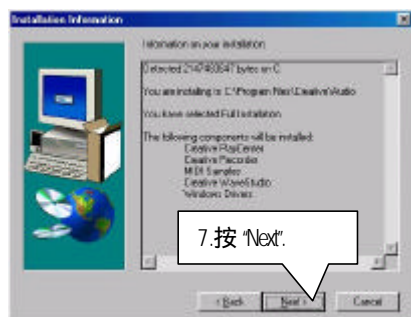 Installation Information
Information on your installation:
Detected 2147483647 bytes on C:
You are installing to C:\Program Files\Creative\Audio
You have selected Full Installation
The following components will be installed:
Creative PlayCenter
Creative Recorder
MIDI Samples
Creative WaveStudio
Windows Drivers
7.按 "Next".
< Back
Next >
Cancel